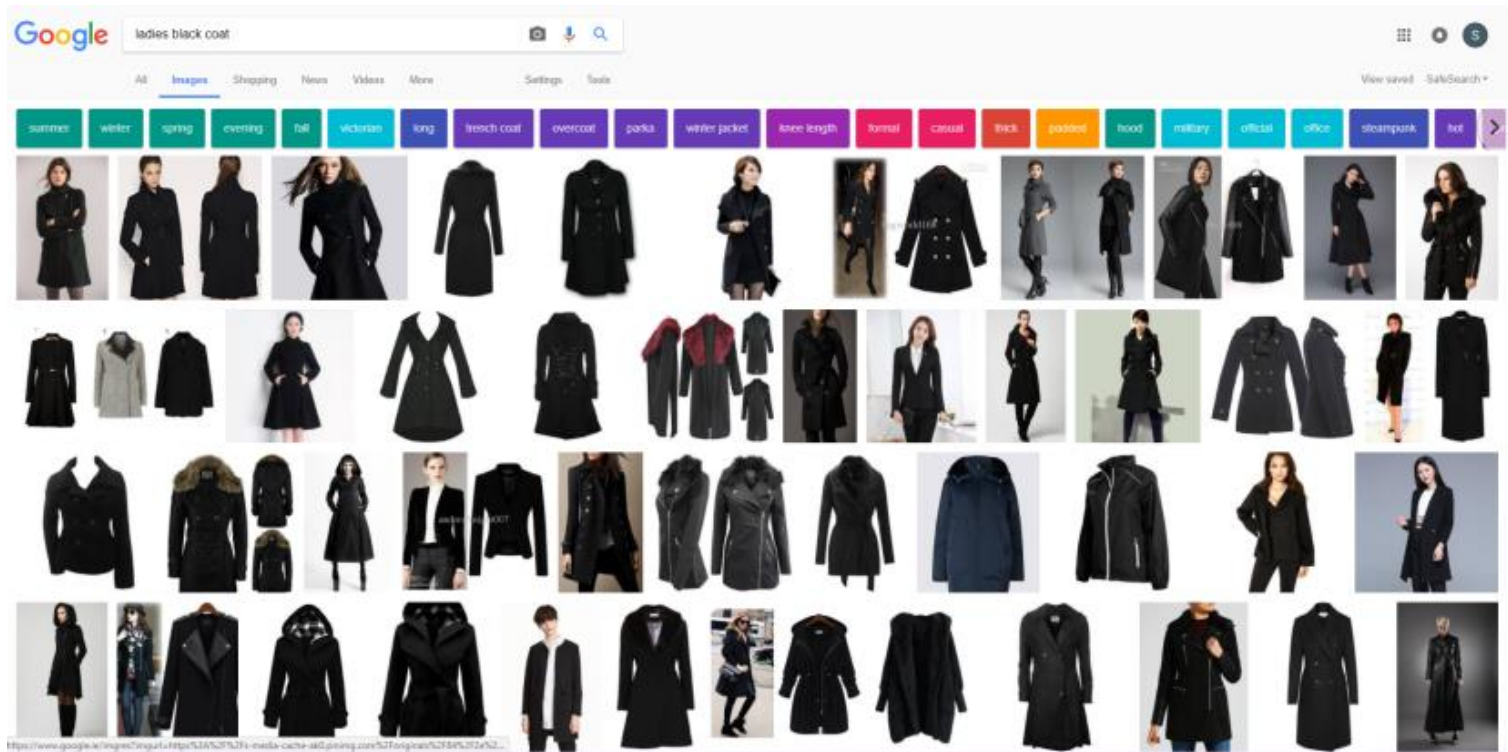 Google
ladies black coat
S
All Images Shopping News Videos More Settings Tools
View saved SafeSearch
summer winter spring evening fall victorian long trench coat overcoat parka winter jacket knee length formal casual thick padded hood military official office steampunk hot